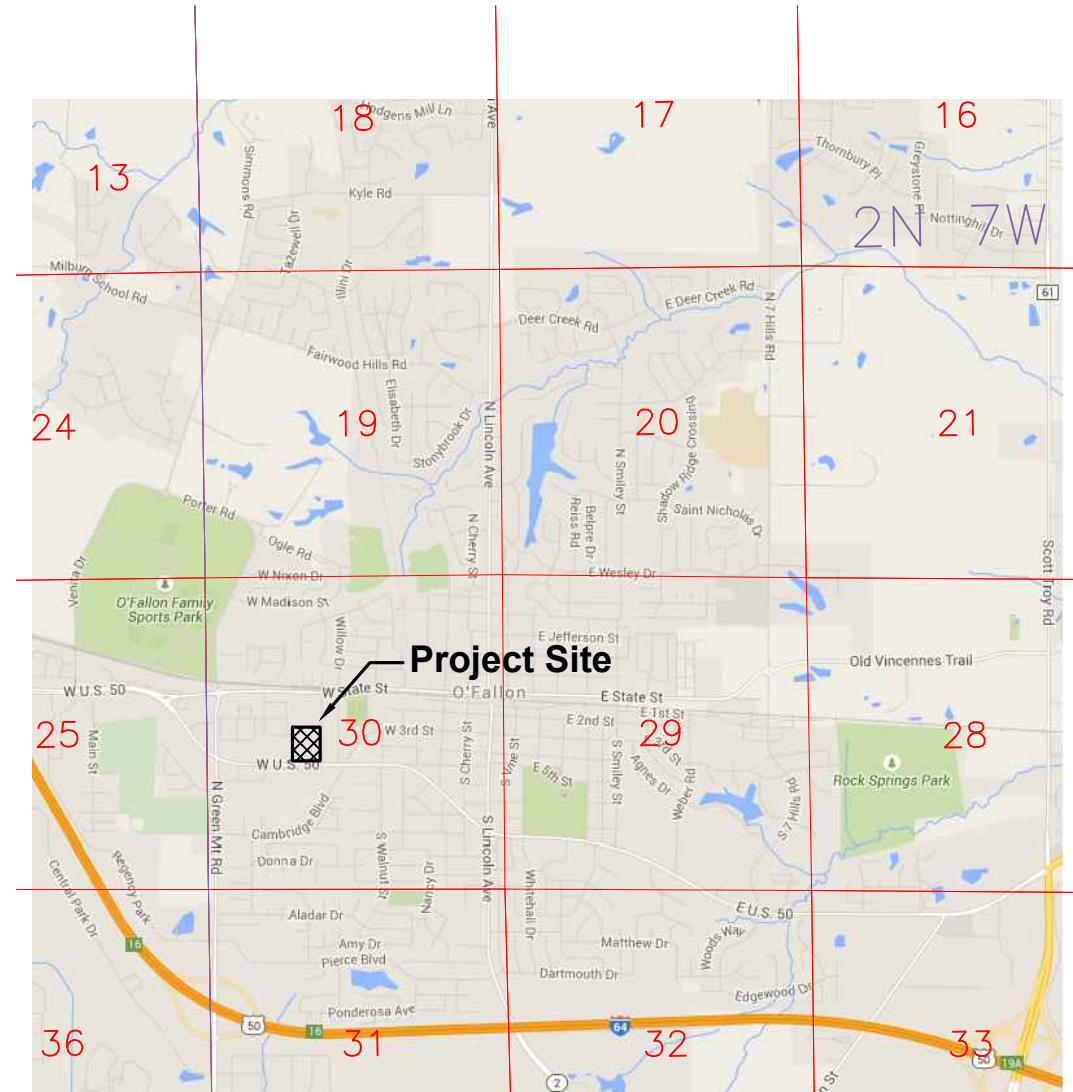 Hodgens Mill Ln
Ave
18
17
16
13
Simmons Rd
Kyle Rd
Tazewell Dr
Illini Dr
Thornbury Pl
Greystone Pl
Nottinghill Dr
2N 7W
Milburn School Rd
61
E Deer Creek Rd
Deer Creek Rd
N 7 Hills Rd
Fairwood Hills Rd
Elisabeth Dr
Stonybrook Dr
N Lincoln Ave
24
19
20
21
N Smiley St
Shadow Ridge Crossing
Saint Nicholas Dr
Belpre Dr
Reiss Rd
Porter Rd
Ogle Rd
N Cherry St
Scott Troy Rd
Venita Dr
W Nixon Dr
E Wesley Dr
O'Fallon Family
Sports Park
W Madison St
Willow Dr
E Jefferson St
Project Site
Old Vincennes Trail
W U.S. 50
W State St
O'Fallon
E State St
E 1st St
E 2nd St
E 3rd St
25
30
29
28
Main St
W 3rd St
S Cherry St
S Vine St
E 5th St
S Smiley St
Agnes Dr
Weber Rd
S 7 Hills Rd
Rock Springs Park
W U.S. 50
N Green Mt Rd
Cambridge Blvd
Donna Dr
S Walnut St
Nancy Dr
S Lincoln Ave
Central Park Dr
Regency Park
Whitehall Dr
Aladar Dr
E U.S. 50
16
Amy Dr
Pierce Blvd
Matthew Dr
Woods Way
Dartmouth Dr
Edgewood Dr
Ponderosa Ave
50
16
64
36
31
32
33
50
19A
2
n St